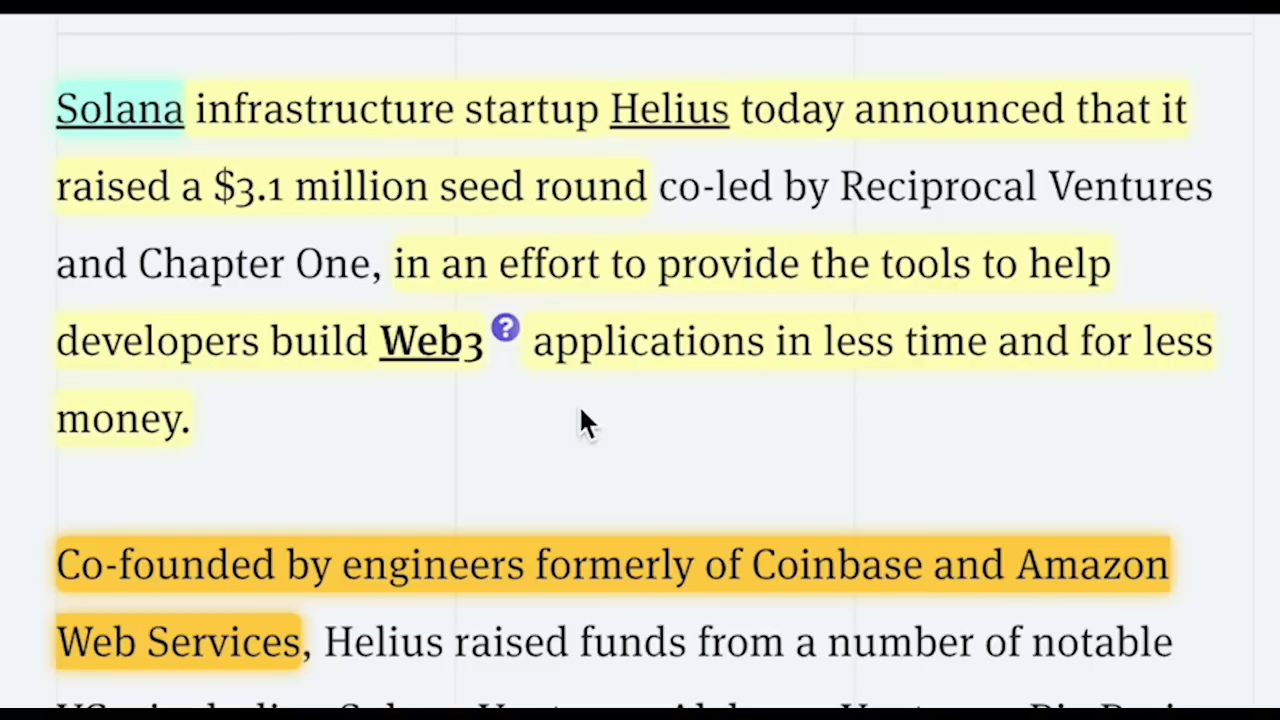 Solana infrastructure startup Helius today announced that it
raised a $3.1 million seed round co-led by Reciprocal Ventures
and Chapter One, in an effort to provide the tools to help
developers build Web3 ? applications in less time and for less
money.
Co-founded by engineers formerly of Coinbase and Amazon
Web Services, Helius raised funds from a number of notable